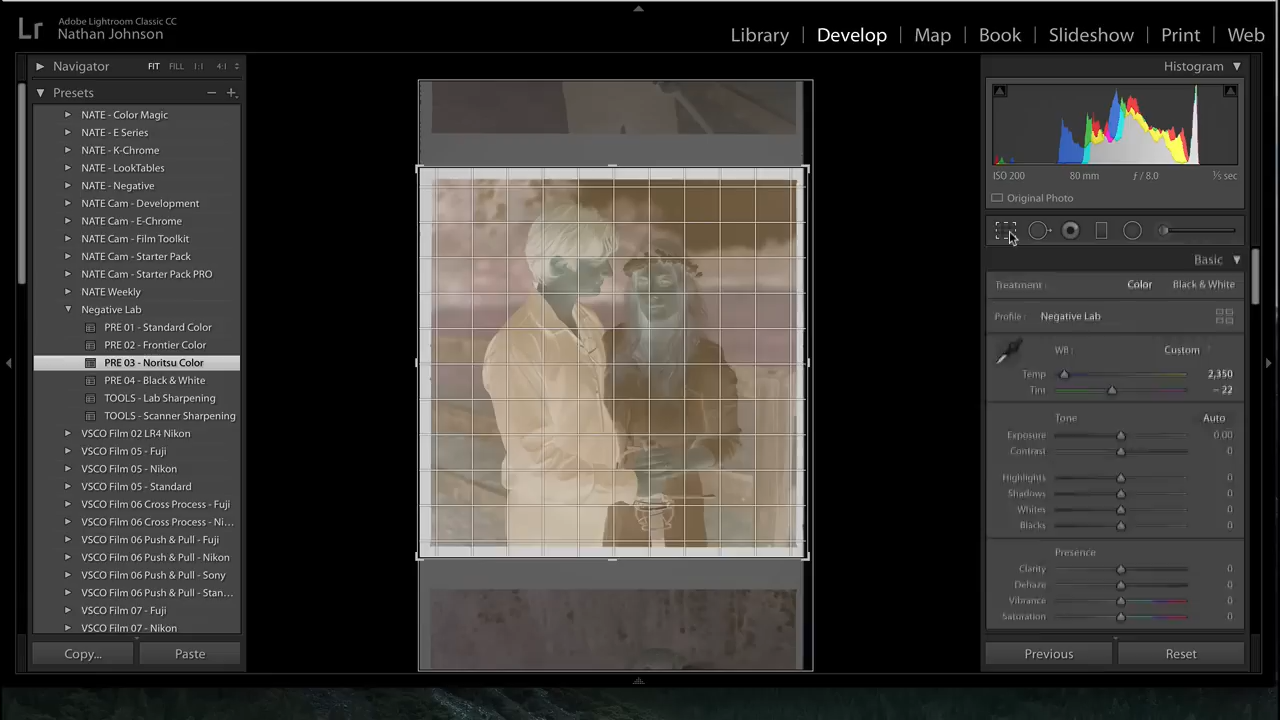 Lr
Adobe Lightroom Classic CC
Nathan Johnson
Library | Develop | Map | Book | Slideshow | Print | Web
Navigator FIT FILL 1:1 4:1
Presets
NATE - Color Magic
NATE - E Series
NATE - K-Chrome
NATE - LookTables
NATE - Negative
NATE Cam - Development
NATE Cam - E-Chrome
NATE Cam - Film Toolkit
NATE Cam - Starter Pack
NATE Cam - Starter Pack PRO
NATE Weekly
Negative Lab
PRE 01 - Standard Color
PRE 02 - Frontier Color
PRE 03 - Noritsu Color
PRE 04 - Black & White
TOOLS - Lab Sharpening
TOOLS - Scanner Sharpening
VSCO Film 02 LR4 Nikon
VSCO Film 05 - Fuji
VSCO Film 05 - Nikon
VSCO Film 05 - Standard
VSCO Film 06 Cross Process - Fuji
VSCO Film 06 Cross Process - Ni...
VSCO Film 06 Push & Pull - Fuji
VSCO Film 06 Push & Pull - Nikon
VSCO Film 06 Push & Pull - Sony
VSCO Film 06 Push & Pull - Stan...
VSCO Film 07 - Fuji
VSCO Film 07 - Nikon
Copy... Paste
Histogram
ISO 200 80 mm ƒ / 8.0 ⅕ sec
Original Photo
Basic
Treatment : Color Black & White
Profile : Negative Lab
WB : Custom
Temp 2,350
Tint - 22
Tone Auto
Exposure 0.00
Contrast 0
Highlights 0
Shadows 0
Whites 0
Blacks 0
Presence
Clarity 0
Dehaze 0
Vibrance 0
Saturation 0
Previous Reset